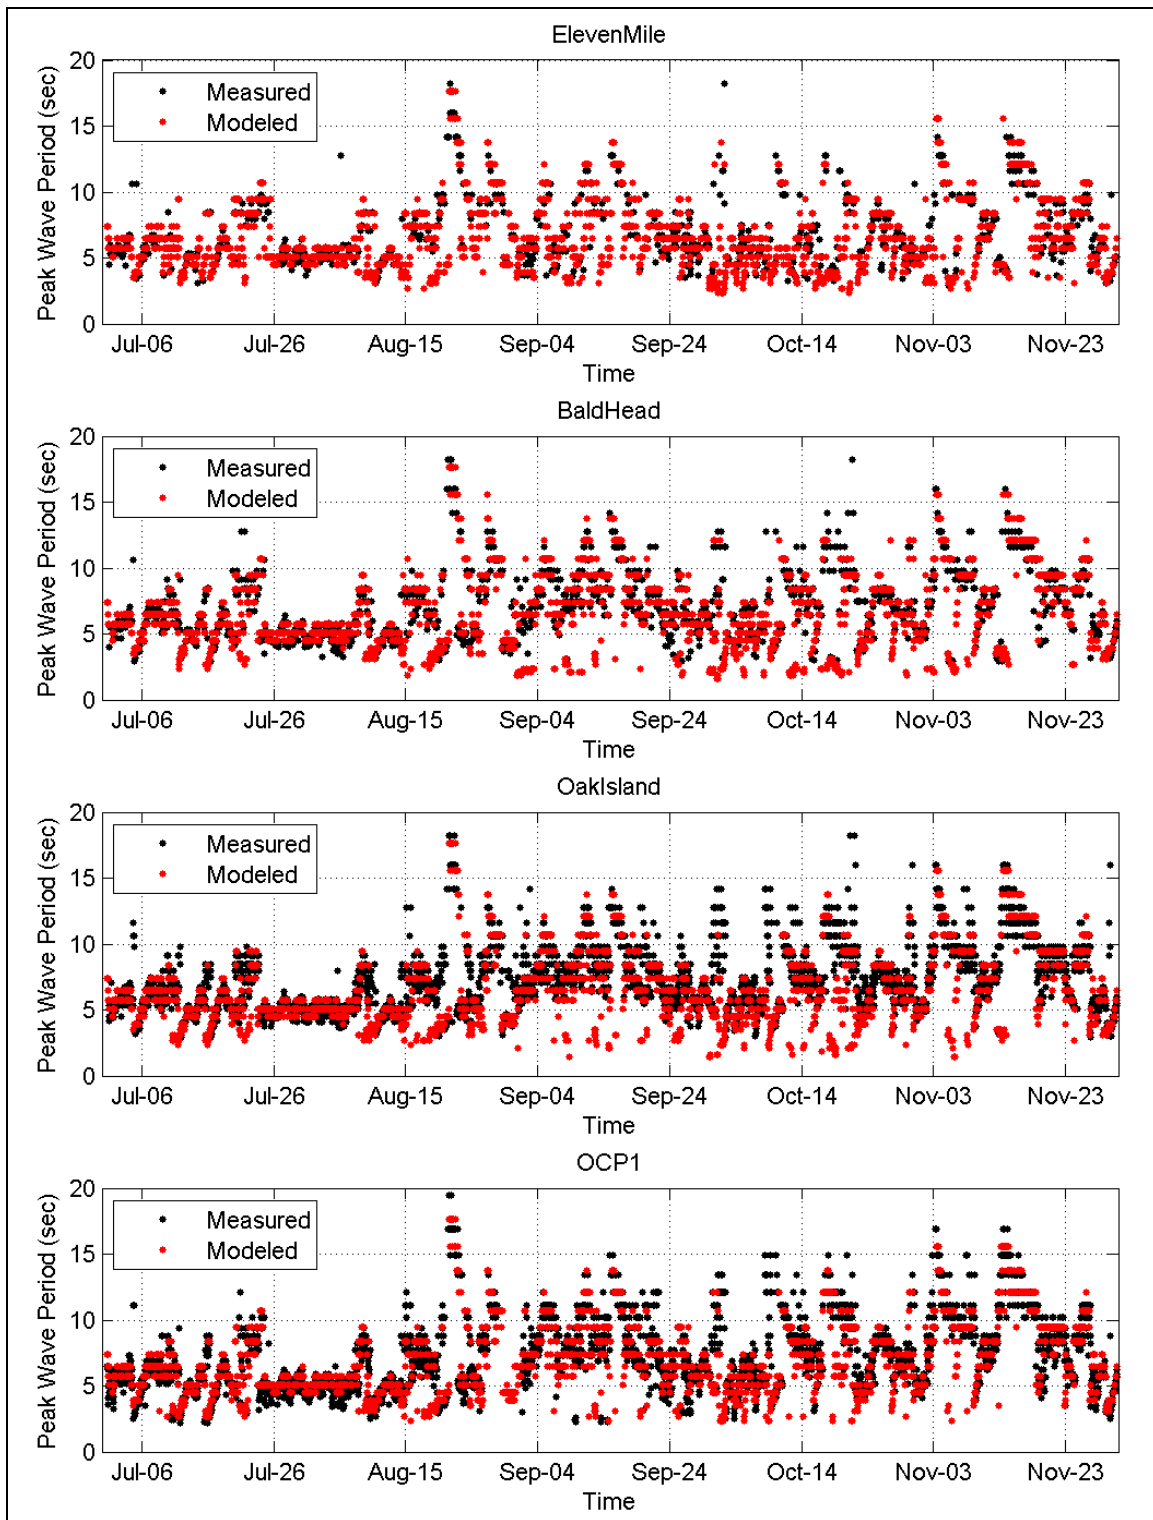 ElevenMile
Peak Wave Period (sec)
20
15
10
5
0
Measured
Modeled
Jul-06 Jul-26 Aug-15 Sep-04 Sep-24 Oct-14 Nov-03 Nov-23
Time
BaldHead
Peak Wave Period (sec)
20
15
10
5
0
Measured
Modeled
Jul-06 Jul-26 Aug-15 Sep-04 Sep-24 Oct-14 Nov-03 Nov-23
Time
OakIsland
Peak Wave Period (sec)
20
15
10
5
0
Measured
Modeled
Jul-06 Jul-26 Aug-15 Sep-04 Sep-24 Oct-14 Nov-03 Nov-23
Time
OCP1
Peak Wave Period (sec)
20
15
10
5
0
Measured
Modeled
Jul-06 Jul-26 Aug-15 Sep-04 Sep-24 Oct-14 Nov-03 Nov-23
Time